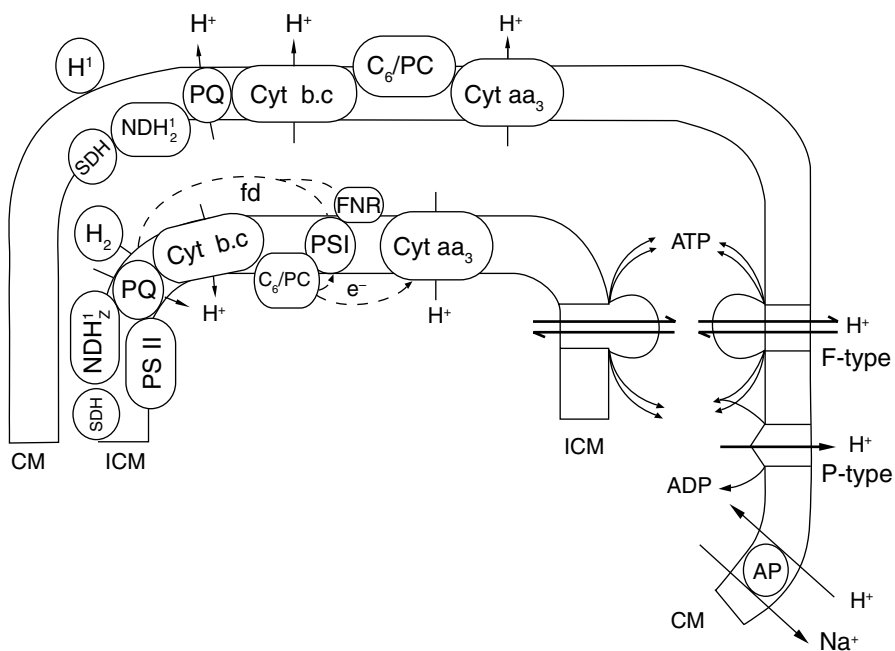 H⁺ H⁺ H⁺
H¹
C₆/PC
PQ Cyt b.c Cyt aa₃
NDH¹₂
SDH
fd
FNR
H₂
Cyt b.c PSI Cyt aa₃
ATP
PQ C₆/PC
e⁻
H⁺ H⁺
H⁺
NDH¹_Z PS II
F-type
SDH
CM ICM ICM
H⁺
P-type
ADP
AP
H⁺
CM
Na⁺